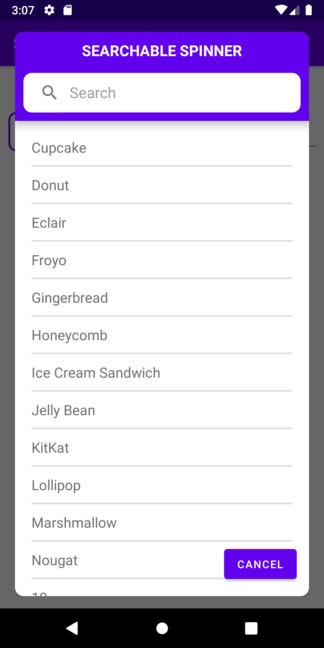 3:07
SEARCHABLE SPINNER
Search
Cupcake
Donut
Eclair
Froyo
Gingerbread
Honeycomb
Ice Cream Sandwich
Jelly Bean
KitKat
Lollipop
Marshmallow
Nougat
CANCEL